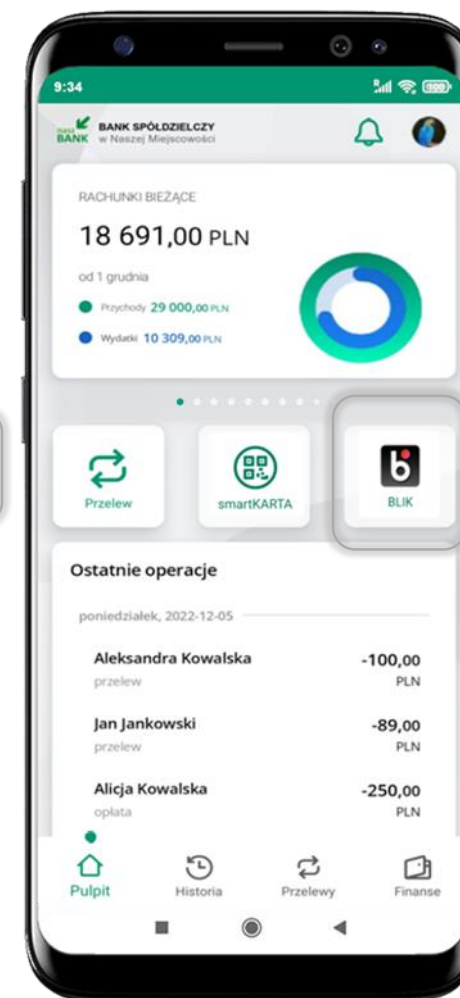 9:34
nasz
BANK
BANK SPÓŁDZIELCZY
w Naszej Miejscowości
RACHUNKI BIEŻĄCE
18 691,00 PLN
od 1 grudnia
Przychody 29 000,00 PLN
Wydatki 10 309,00 PLN
Przelew
smartKARTA
BLIK
Ostatnie operacje
poniedziałek, 2022-12-05
Aleksandra Kowalska -100,00
przelew PLN
Jan Jankowski -89,00
przelew PLN
Alicja Kowalska -250,00
opłata PLN
Pulpit
Historia
Przelewy
Finanse